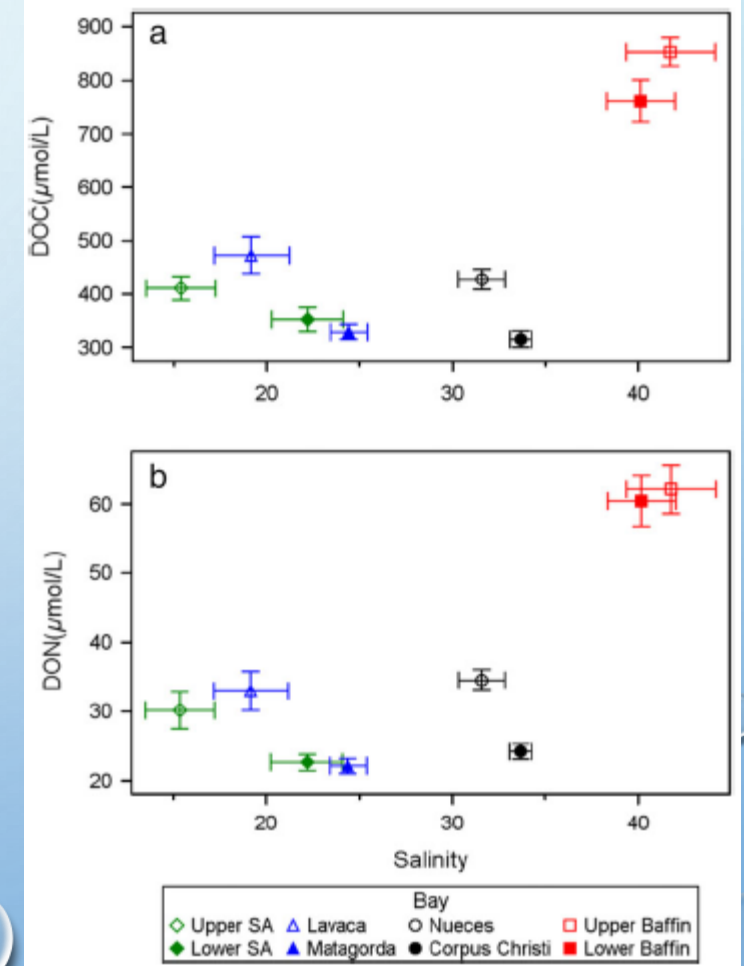 a
900
800
700
600
500
400
300
DOC(µmol/L)
20 30 40
b
60
50
40
30
20
DON(µmol/L)
20 30 40
Salinity
Bay
Upper SA Lavaca Nueces Upper Baffin
Lower SA Matagorda Corpus Christi Lower Baffin